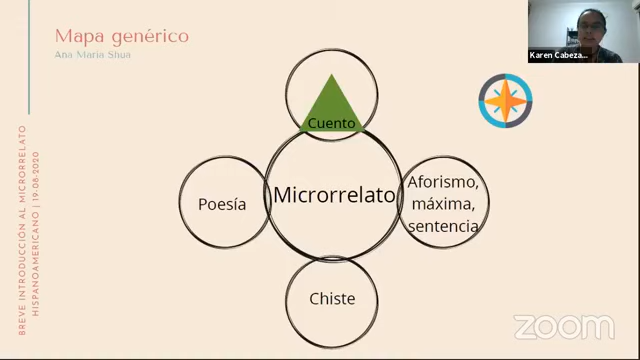 Mapa genérico
Ana María Shua
Karen Cabeza...
Cuento
Poesía
Microrrelato
Aforismo,
máxima,
sentencia
Chiste
BREVE INTRODUCCIÓN AL MICRORRELATO
HISPANOAMERICANO | 19-08-2020
zoom